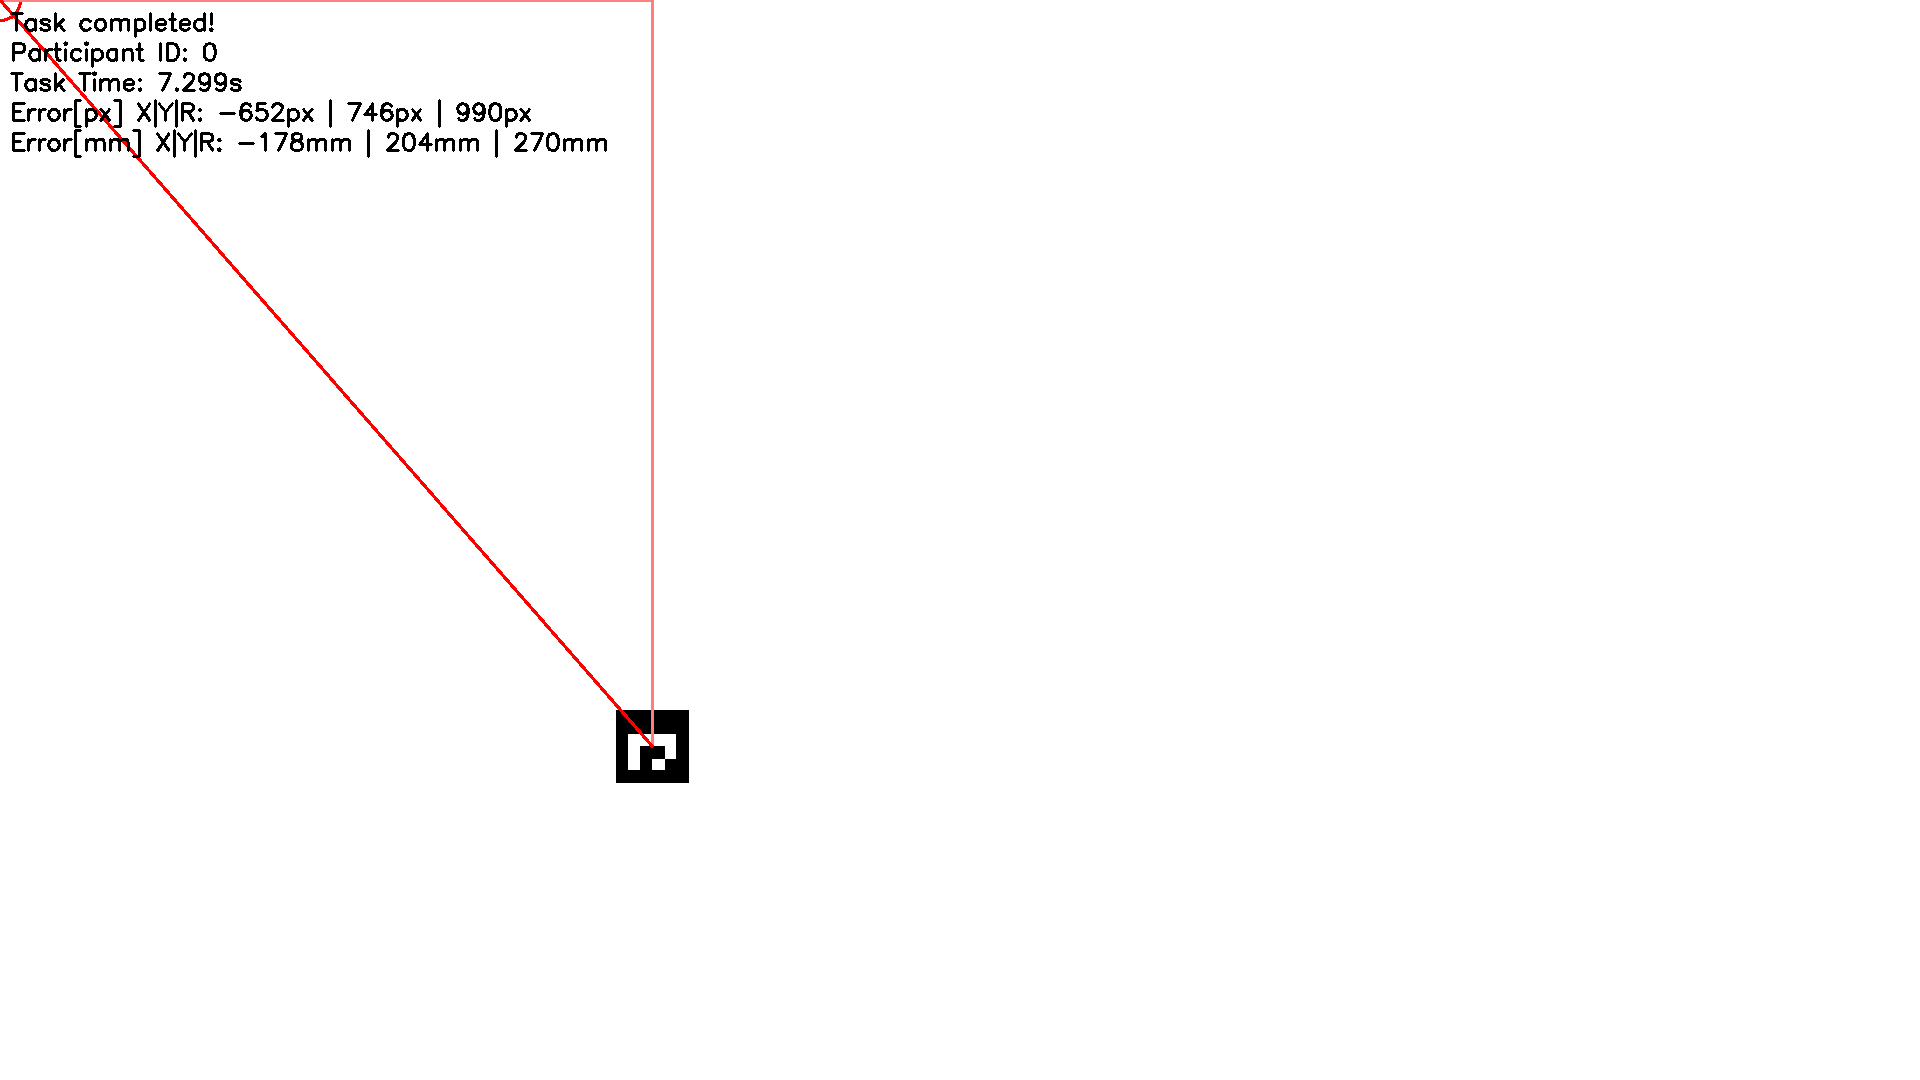 Task completed!
Participant ID: 0
Task Time: 7.299s
Error[px] X|Y|R: -652px | 746px | 990px
Error[mm] X|Y|R: -178mm | 204mm | 270mm